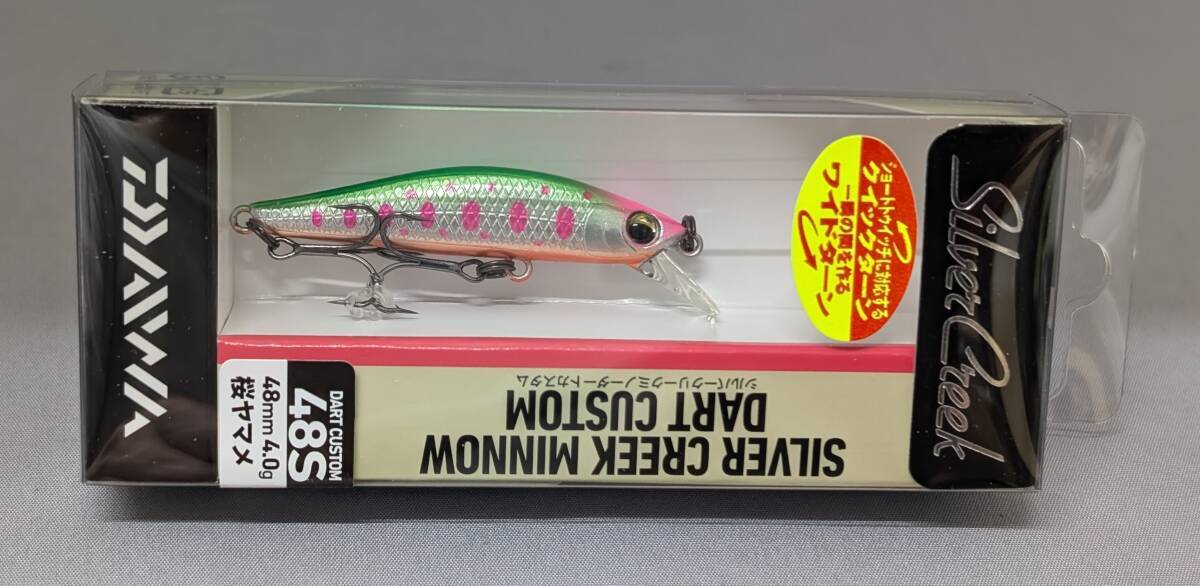 Silver Creek
ショートトゥイッチに対応する
クイックターン
一瞬の間を作る
ワイドターン
SILVER CREEK MINNOW
DART CUSTOM
シルバークリークミノーダートカスタム
DART CUSTOM
48S
48mm 4.0g
桜ヤマメ
DAIWA